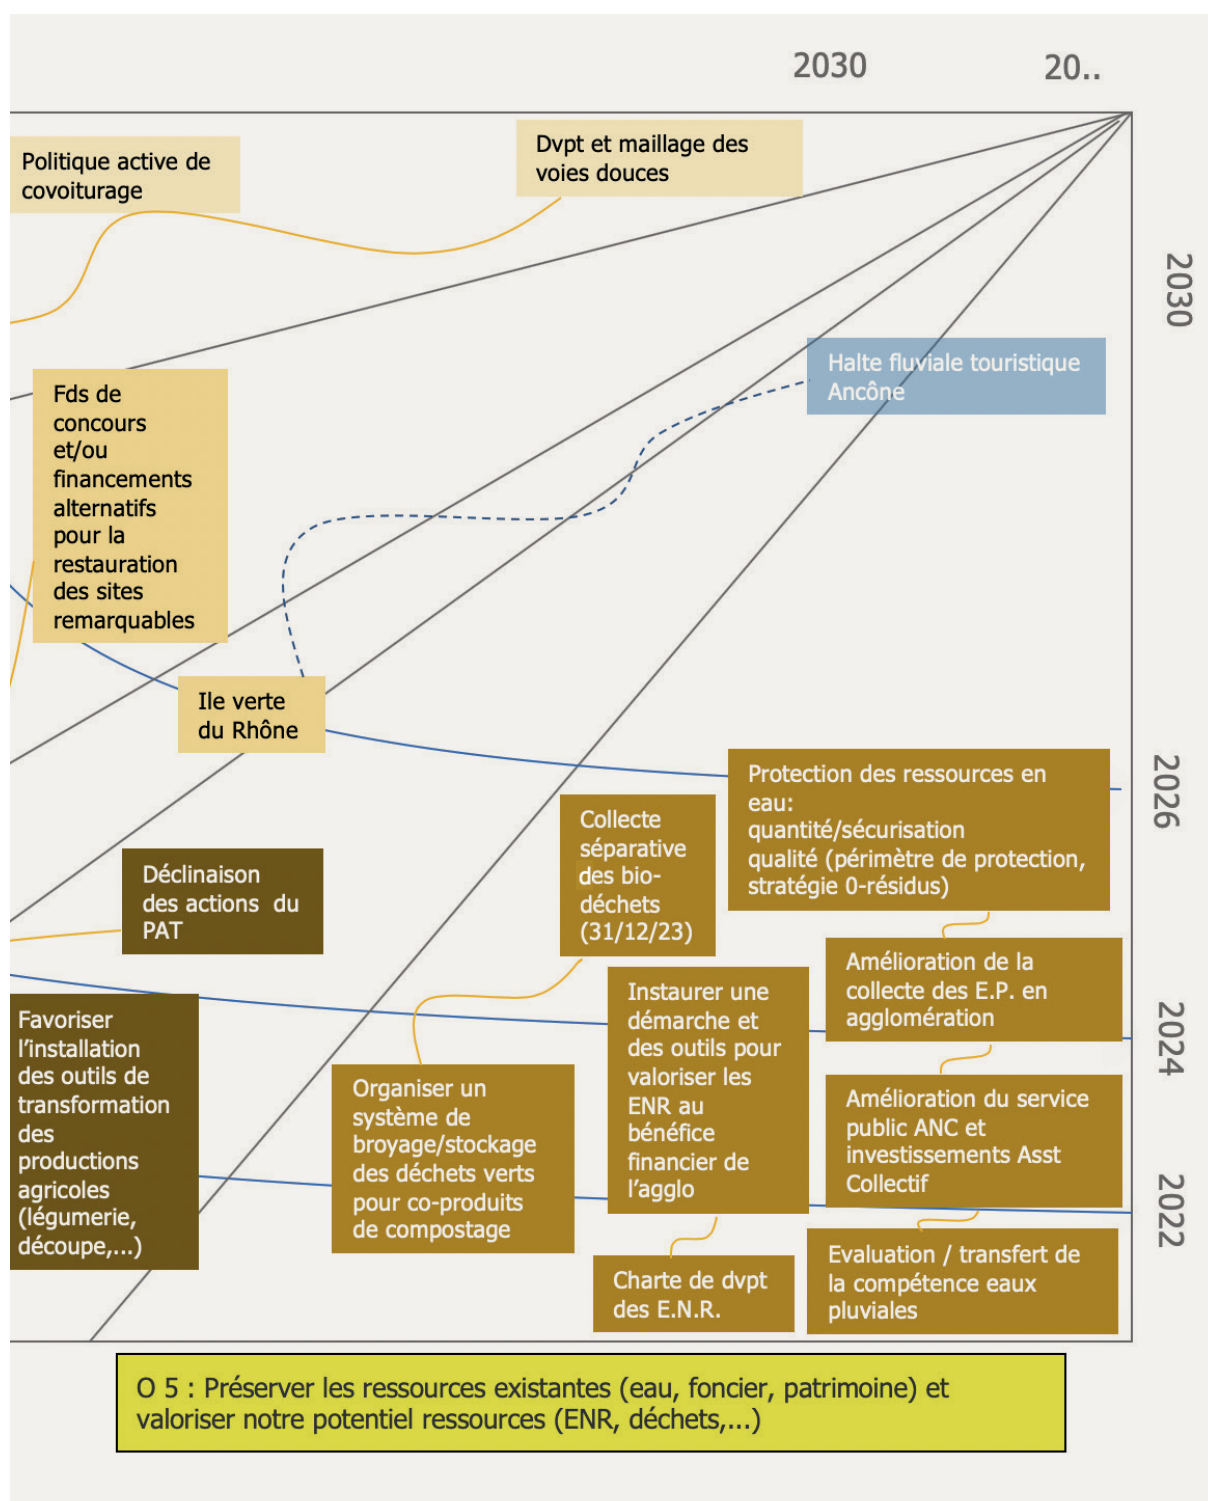 2030
20..
Politique active de
covoiturage
Dvpt et maillage des
voies douces
2030
Halte fluviale touristique
Ancône
Fds de
concours
et/ou
financements
alternatifs
pour la
restauration
des sites
remarquables
Ile verte
du Rhône
2026
Protection des ressources en
eau:
quantité/sécurisation
qualité (périmètre de protection,
stratégie 0-résidus)
Collecte
séparative
des bio-
déchets
(31/12/23)
Déclinaison
des actions du
PAT
Amélioration de la
collecte des E.P. en
agglomération
2024
Instaurer une
démarche et
des outils pour
valoriser les
ENR au
bénéfice
financier de
l’agglo
Favoriser
l’installation
des outils de
transformation
des
productions
agricoles
(légumerie,
découpe,...)
Organiser un
système de
broyage/stockage
des déchets verts
pour co-produits
de compostage
Amélioration du service
public ANC et
investissements Asst
Collectif
2022
Charte de dvpt
des E.N.R.
Evaluation / transfert de
la compétence eaux
pluviales
O 5 : Préserver les ressources existantes (eau, foncier, patrimoine) et
valoriser notre potentiel ressources (ENR, déchets,...)